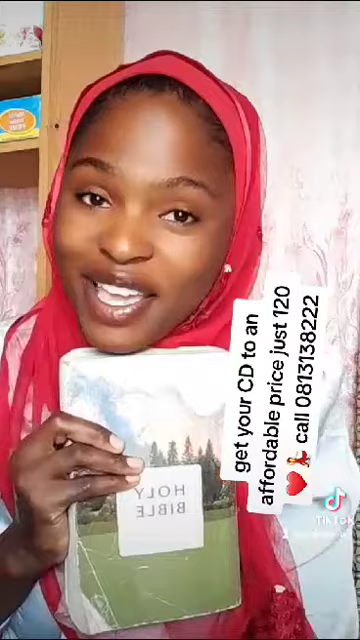 get your CD to an
affordable price just 120
❤️💃 call 0813138222
HOLY
BIBLE
TikTok